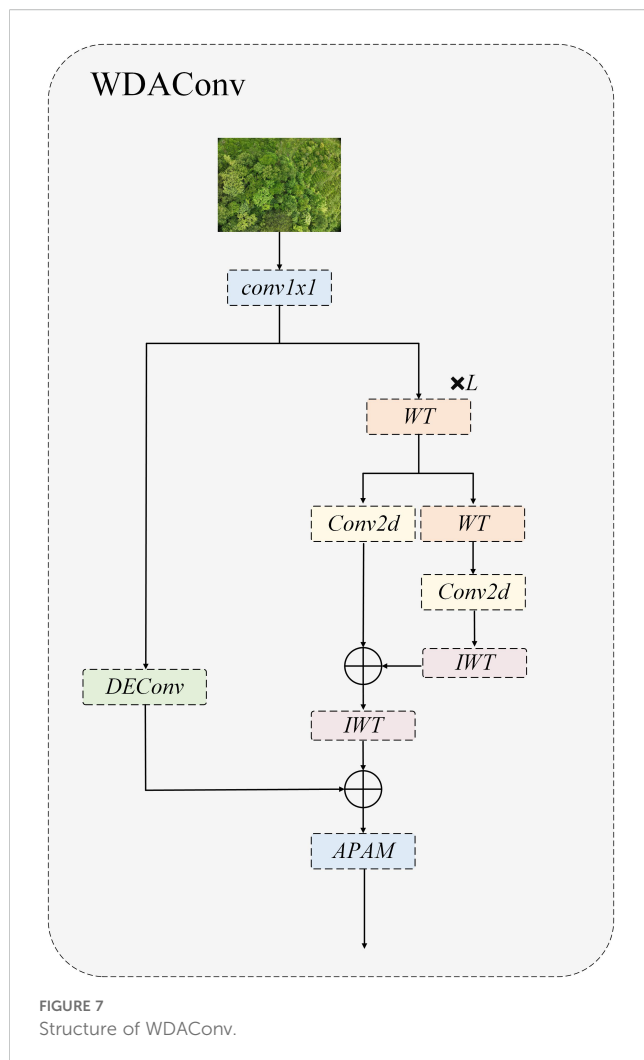 WDAConv
conv1x1
×L
WT
Conv2d
WT
Conv2d
IWT
DEConv
IWT
APAM
FIGURE 7
Structure of WDAConv.